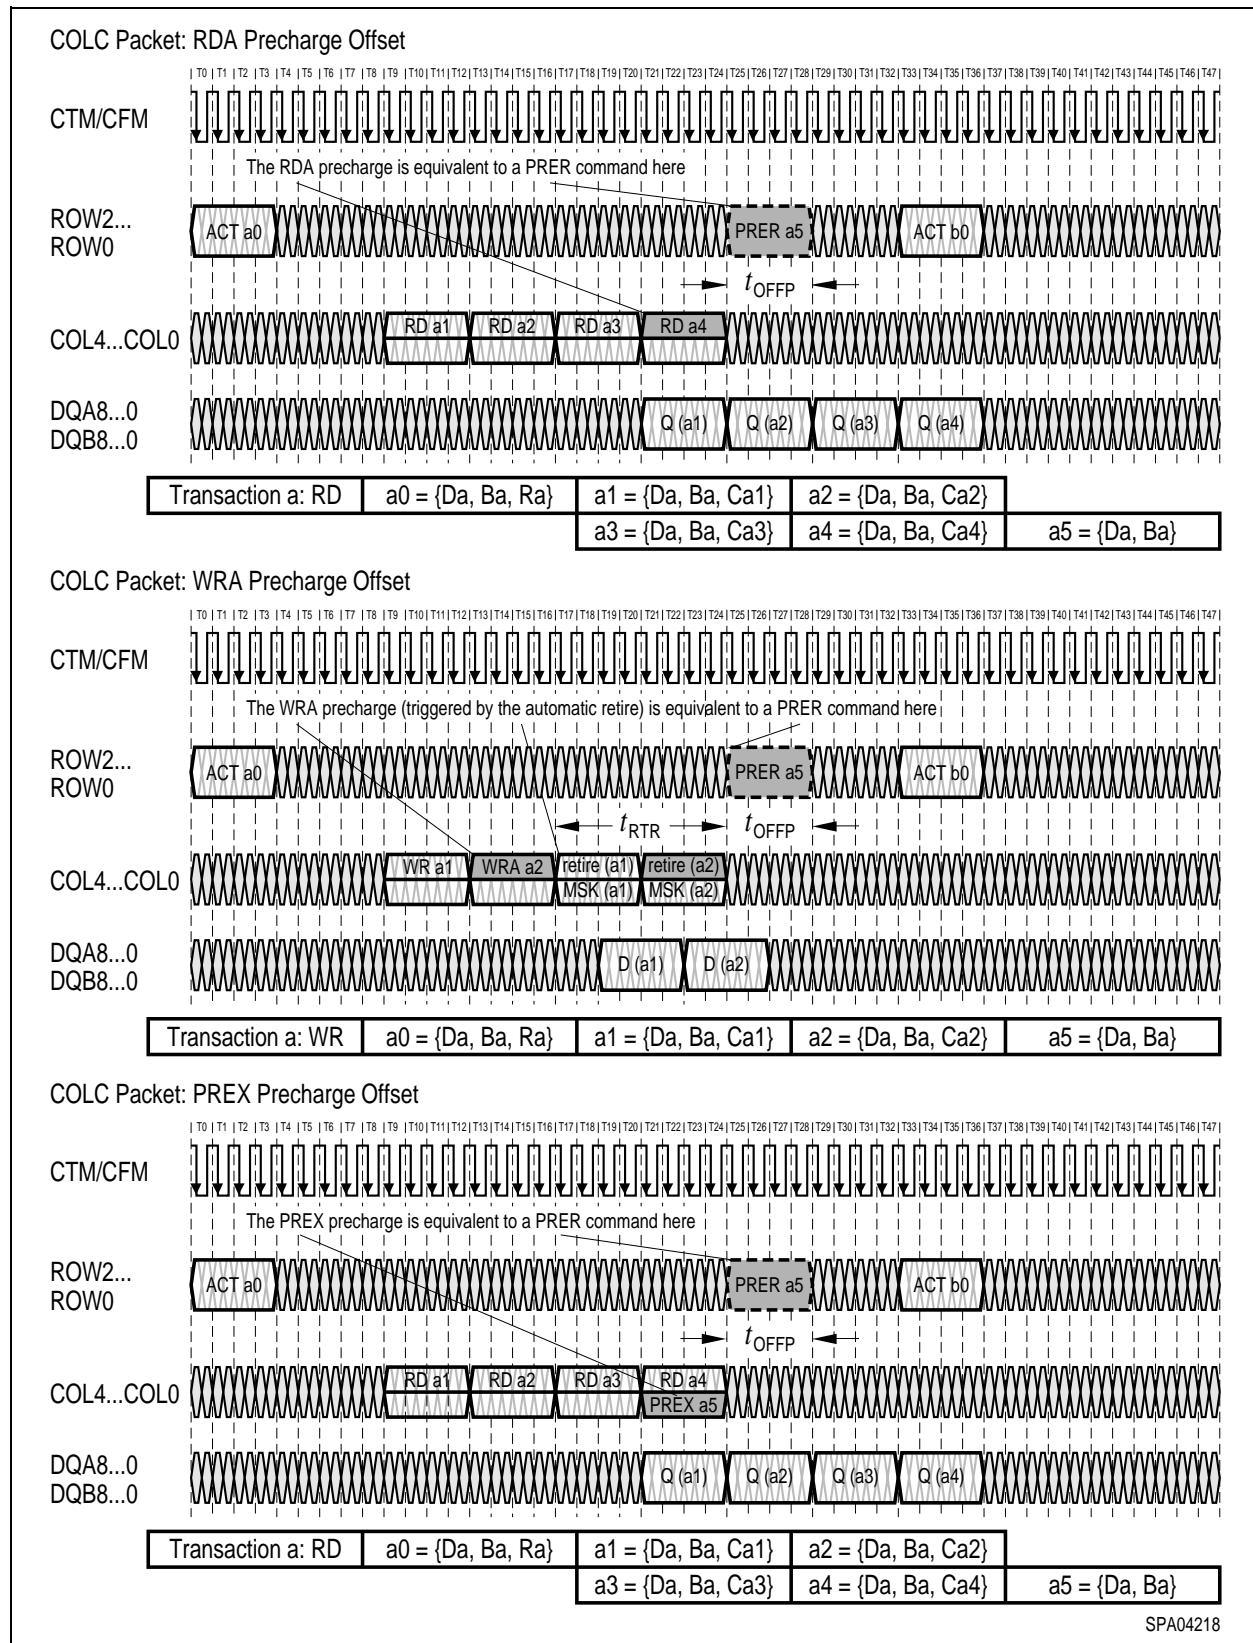 COLC Packet: RDA Precharge Offset
T0 T1 T2 T3 T4 T5 T6 T7 T8 T9 T10 T11 T12 T13 T14 T15 T16 T17 T18 T19 T20 T21 T22 T23 T24 T25 T26 T27 T28 T29 T30 T31 T32 T33 T34 T35 T36 T37 T38 T39 T40 T41 T42 T43 T44 T45 T46 T47
CTM/CFM
The RDA precharge is equivalent to a PRER command here
ROW2...
ROW0
ACT a0 PRER a5 ACT b0
tOFFP
COL4...COL0
RD a1 RD a2 RD a3 RD a4
DQA8...0
DQB8...0
Q (a1) Q (a2) Q (a3) Q (a4)
Transaction a: RD a0 = {Da, Ba, Ra} a1 = {Da, Ba, Ca1} a2 = {Da, Ba, Ca2}
a3 = {Da, Ba, Ca3} a4 = {Da, Ba, Ca4} a5 = {Da, Ba}
COLC Packet: WRA Precharge Offset
T0 T1 T2 T3 T4 T5 T6 T7 T8 T9 T10 T11 T12 T13 T14 T15 T16 T17 T18 T19 T20 T21 T22 T23 T24 T25 T26 T27 T28 T29 T30 T31 T32 T33 T34 T35 T36 T37 T38 T39 T40 T41 T42 T43 T44 T45 T46 T47
CTM/CFM
The WRA precharge (triggered by the automatic retire) is equivalent to a PRER command here
ROW2...
ROW0
ACT a0 PRER a5 ACT b0
tRTR tOFFP
COL4...COL0
WR a1 WRA a2 retire (a1) retire (a2)
MSK (a1) MSK (a2)
DQA8...0
DQB8...0
D (a1) D (a2)
Transaction a: WR a0 = {Da, Ba, Ra} a1 = {Da, Ba, Ca1} a2 = {Da, Ba, Ca2} a5 = {Da, Ba}
COLC Packet: PREX Precharge Offset
T0 T1 T2 T3 T4 T5 T6 T7 T8 T9 T10 T11 T12 T13 T14 T15 T16 T17 T18 T19 T20 T21 T22 T23 T24 T25 T26 T27 T28 T29 T30 T31 T32 T33 T34 T35 T36 T37 T38 T39 T40 T41 T42 T43 T44 T45 T46 T47
CTM/CFM
The PREX precharge is equivalent to a PRER command here
ROW2...
ROW0
ACT a0 PRER a5 ACT b0
tOFFP
COL4...COL0
RD a1 RD a2 RD a3 RD a4
PREX a5
DQA8...0
DQB8...0
Q (a1) Q (a2) Q (a3) Q (a4)
Transaction a: RD a0 = {Da, Ba, Ra} a1 = {Da, Ba, Ca1} a2 = {Da, Ba, Ca2}
a3 = {Da, Ba, Ca3} a4 = {Da, Ba, Ca4} a5 = {Da, Ba}
SPA04218